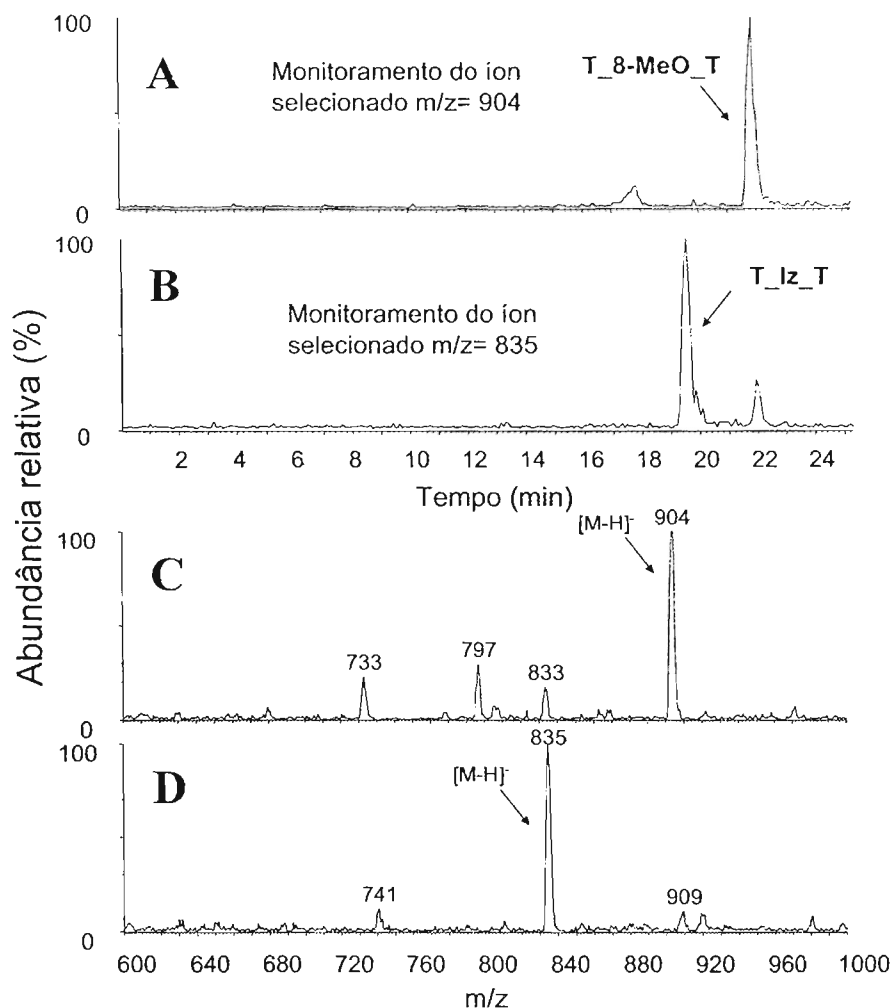 Abundância relativa (%)
100
A
Monitoramento do íon
selecionado m/z= 904
T_8-MeO_T
0
100
B
Monitoramento do íon
selecionado m/z= 835
T_Iz_T
0
2 4 6 8 10 12 14 16 18 20 22 24
Tempo (min)
100
C
[M-H]-
904
733
797
833
0
100
D
[M-H]-
835
741
909
0
600 640 680 720 760 800 840 880 920 960 1000
m/z